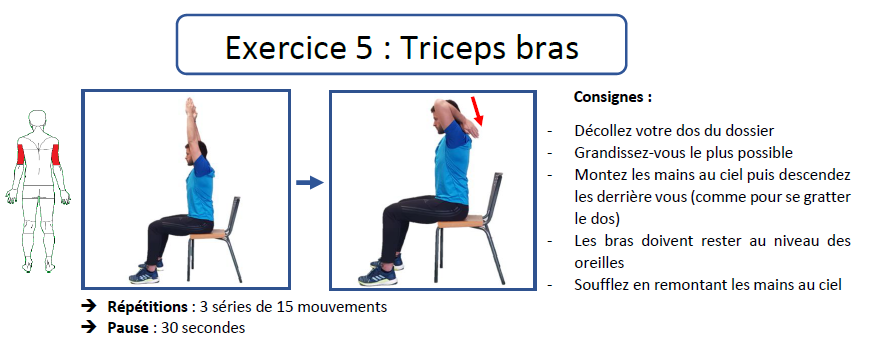 Exercice 5 : Triceps bras
Consignes :
- Décollez votre dos du dossier
- Grandissez-vous le plus possible
- Montez les mains au ciel puis descendez
les derrière vous (comme pour se gratter
le dos)
- Les bras doivent rester au niveau des
oreilles
- Soufflez en remontant les mains au ciel
➔ Répétitions : 3 séries de 15 mouvements
➔ Pause : 30 secondes